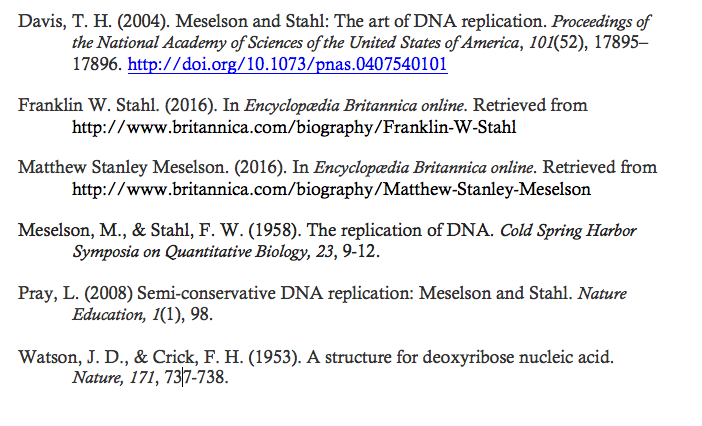 Davis, T. H. (2004). Meselson and Stahl: The art of DNA replication. Proceedings of
the National Academy of Sciences of the United States of America, 101(52), 17895–
17896. http://doi.org/10.1073/pnas.0407540101
Franklin W. Stahl. (2016). In Encyclopædia Britannica online. Retrieved from
http://www.britannica.com/biography/Franklin-W-Stahl
Matthew Stanley Meselson. (2016). In Encyclopædia Britannica online. Retrieved from
http://www.britannica.com/biography/Matthew-Stanley-Meselson
Meselson, M., & Stahl, F. W. (1958). The replication of DNA. Cold Spring Harbor
Symposia on Quantitative Biology, 23, 9-12.
Pray, L. (2008) Semi-conservative DNA replication: Meselson and Stahl. Nature
Education, 1(1), 98.
Watson, J. D., & Crick, F. H. (1953). A structure for deoxyribose nucleic acid.
Nature, 171, 737-738.